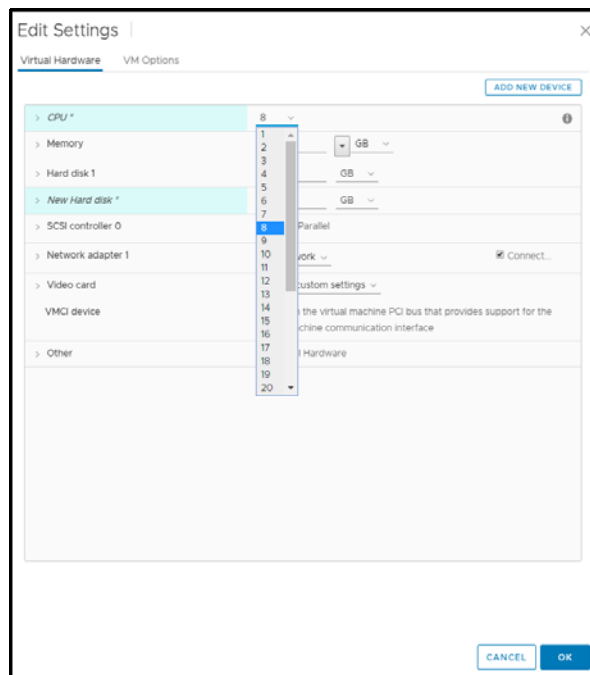 Edit Settings
Virtual Hardware VM Options
ADD NEW DEVICE
CPU * 8
1
2
3
4
5
6
7
8
9
10
11
12
13
14
15
16
17
18
19
20
Memory GB
Hard disk 1 GB
New Hard disk * GB
SCSI controller 0 Parallel
Network adapter 1 Connect...
Video card custom settings
VMCI device the virtual machine PCI bus that provides support for the
machine communication interface
Other Hardware
CANCEL OK